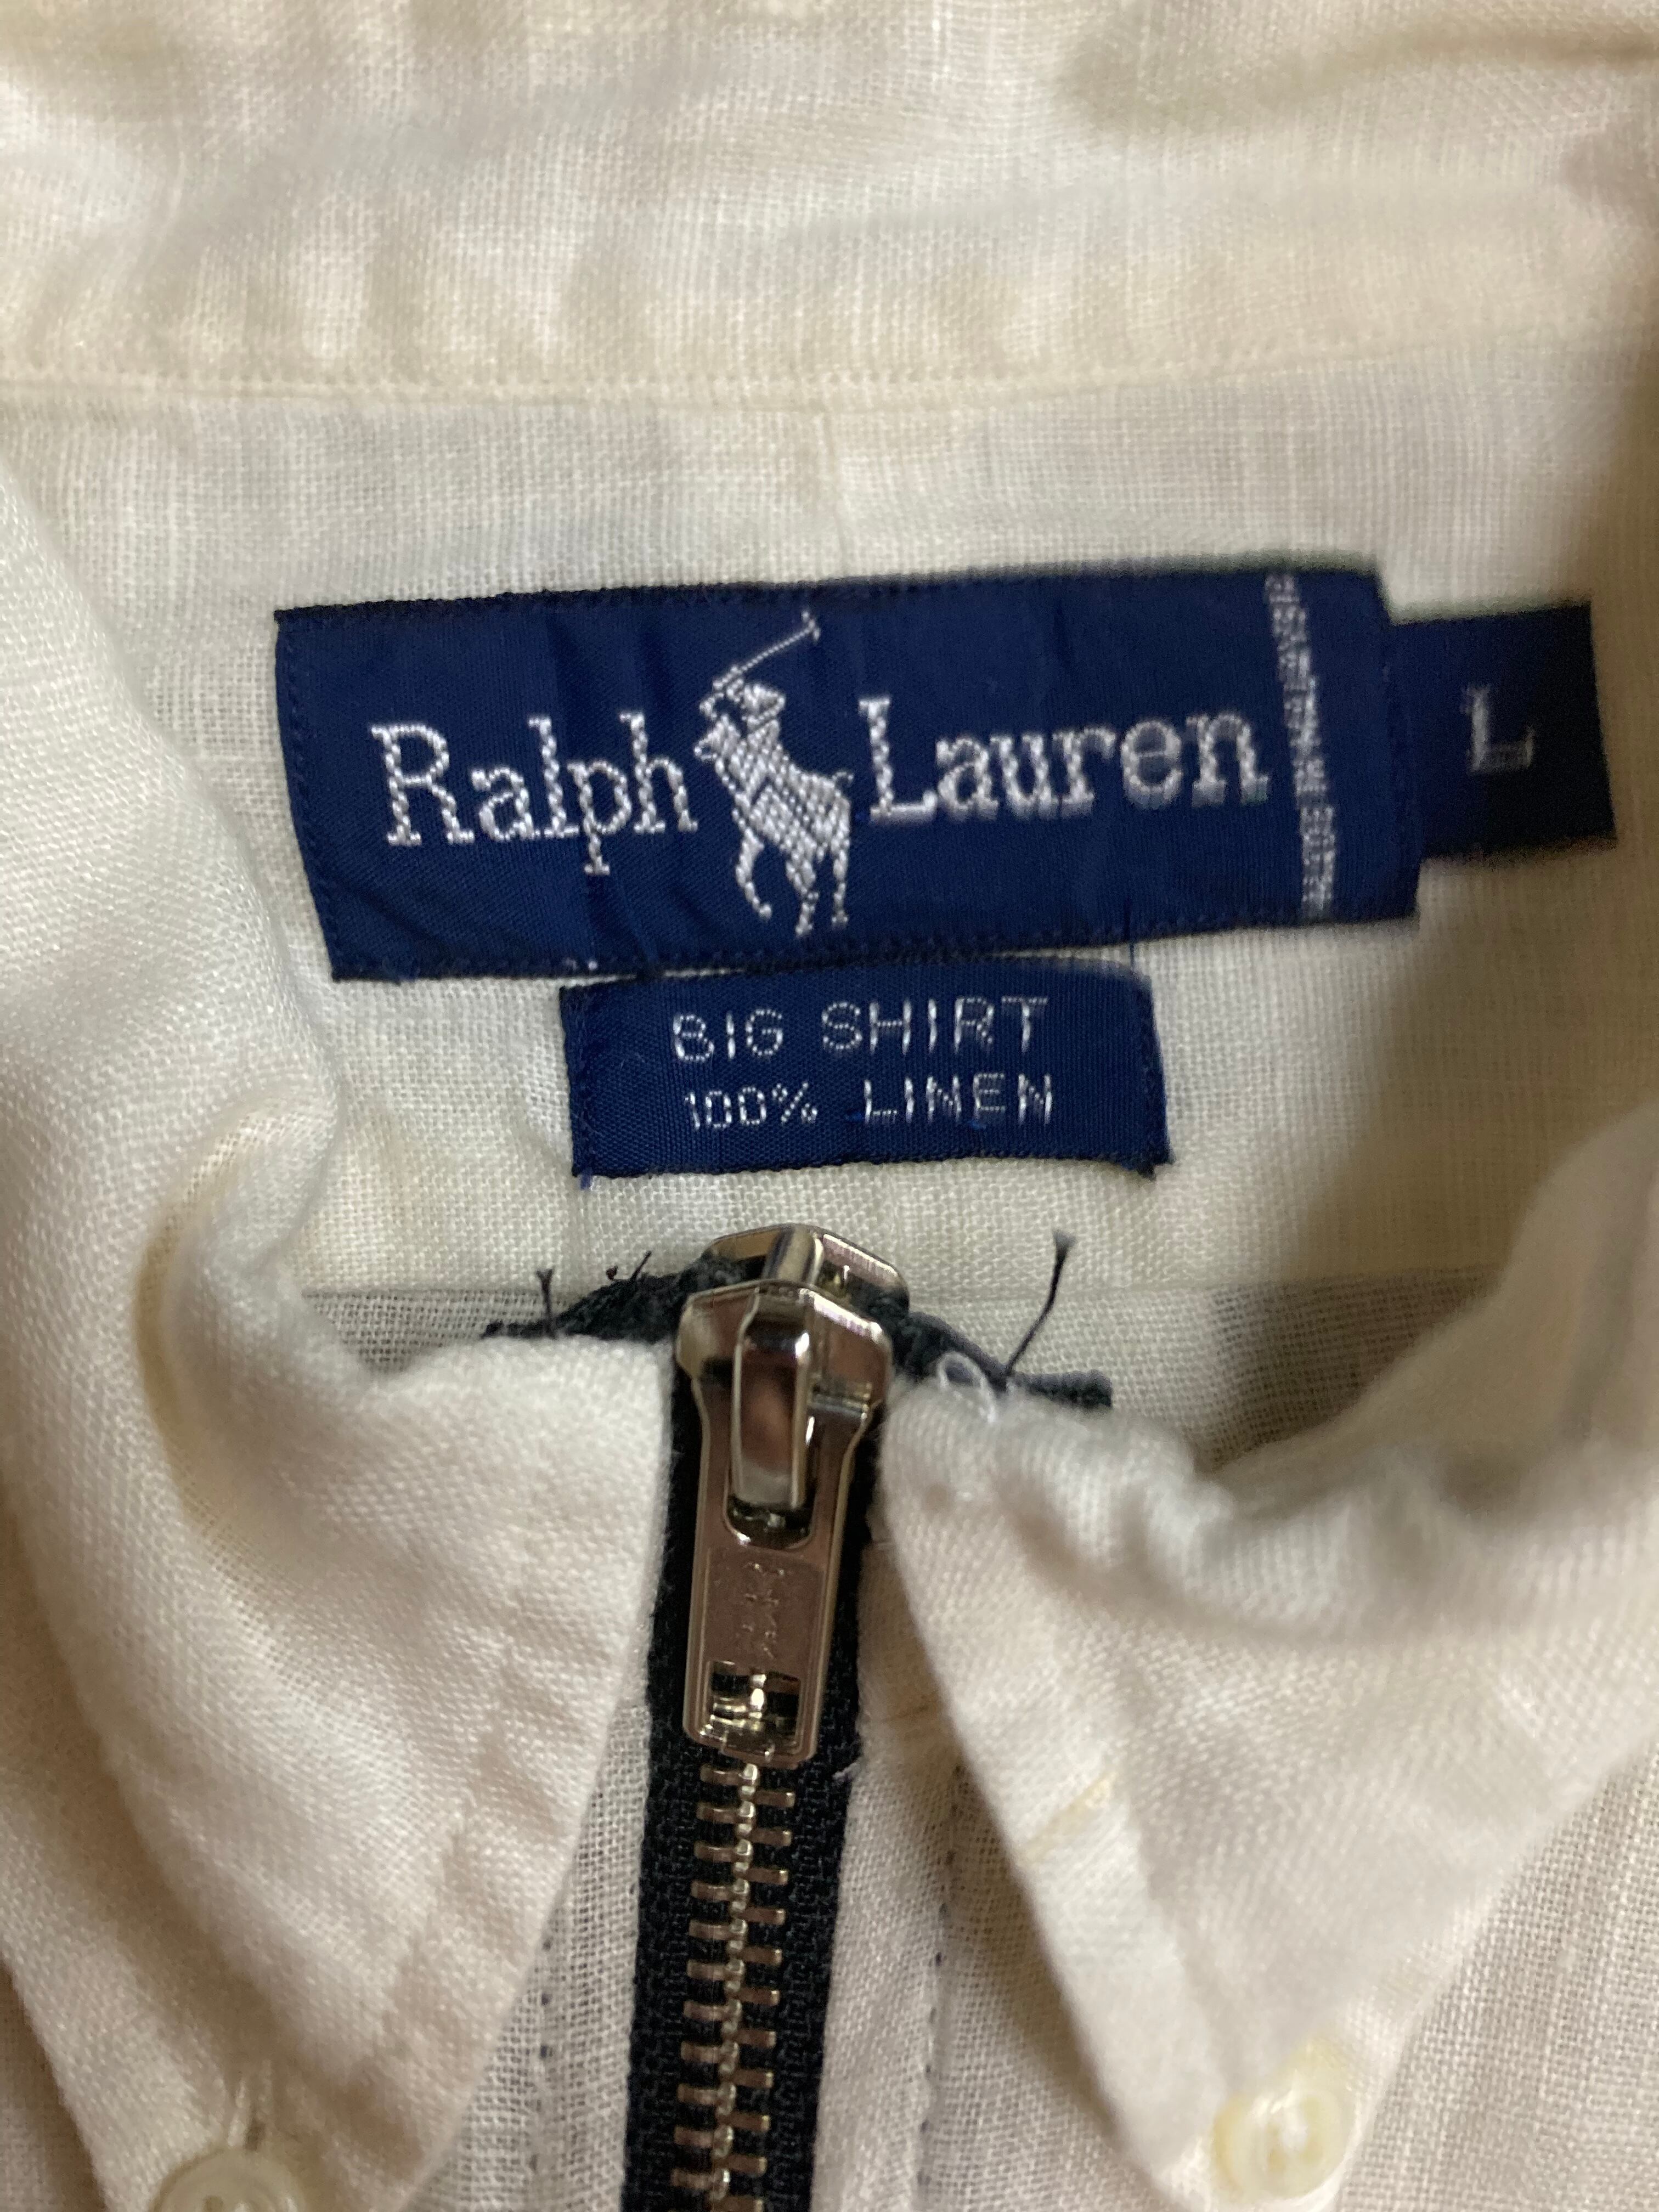 Ralph Lauren
L
BIG SHIRT
100% LINEN